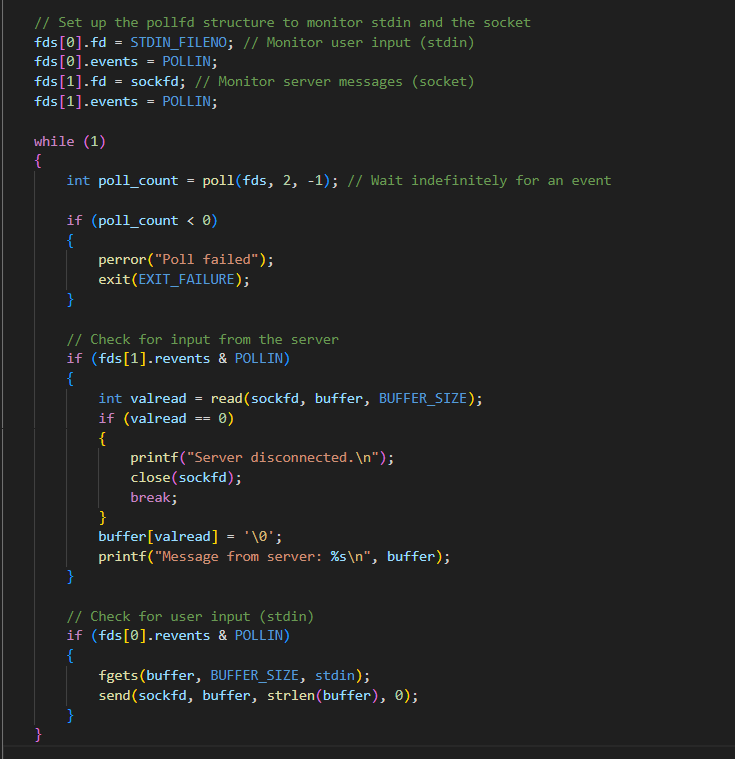 // Set up the pollfd structure to monitor stdin and the socket
fds[0].fd = STDIN_FILENO; // Monitor user input (stdin)
fds[0].events = POLLIN;
fds[1].fd = sockfd; // Monitor server messages (socket)
fds[1].events = POLLIN;

while (1)
{
    int poll_count = poll(fds, 2, -1); // Wait indefinitely for an event

    if (poll_count < 0)
    {
        perror("Poll failed");
        exit(EXIT_FAILURE);
    }

    // Check for input from the server
    if (fds[1].revents & POLLIN)
    {
        int valread = read(sockfd, buffer, BUFFER_SIZE);
        if (valread == 0)
        {
            printf("Server disconnected.\n");
            close(sockfd);
            break;
        }
        buffer[valread] = '\0';
        printf("Message from server: %s\n", buffer);
    }

    // Check for user input (stdin)
    if (fds[0].revents & POLLIN)
    {
        fgets(buffer, BUFFER_SIZE, stdin);
        send(sockfd, buffer, strlen(buffer), 0);
    }
}